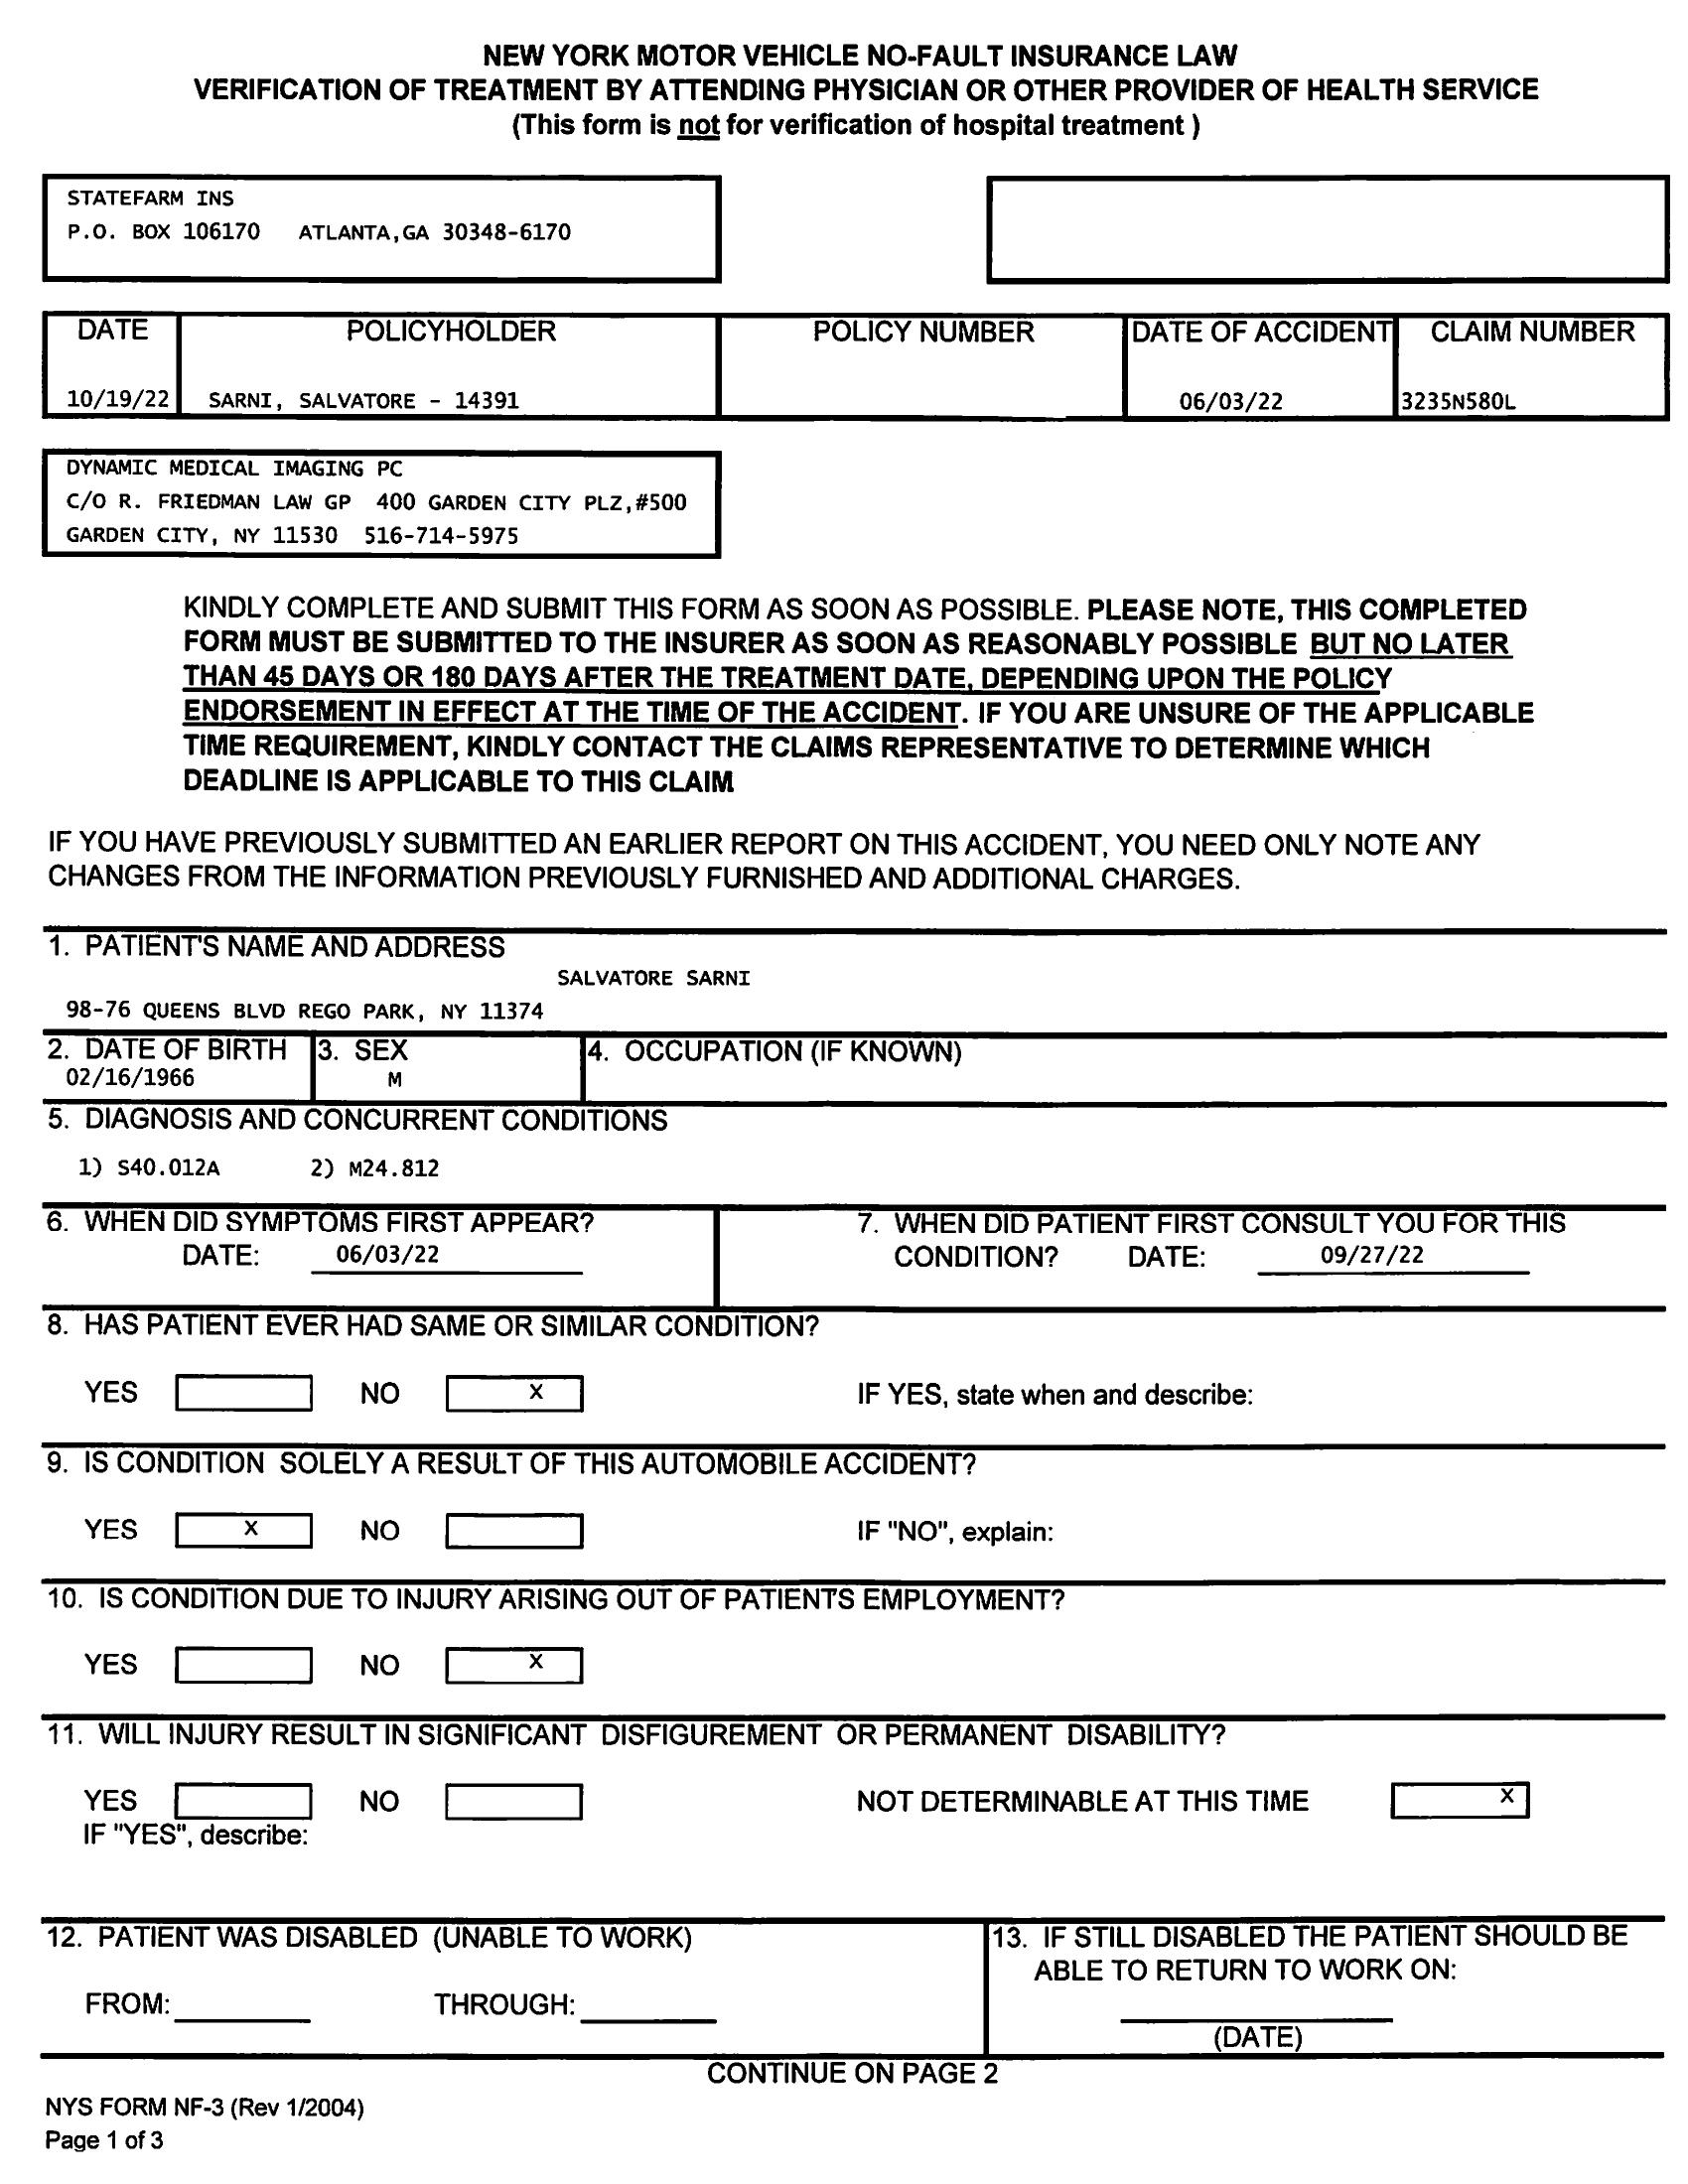 NEW YORK MOTOR VEHICLE NO-FAULT INSURANCE LAW
VERIFICATION OF TREATMENT BY ATTENDING PHYSICIAN OR OTHER PROVIDER OF HEALTH SERVICE
(This form is not for verification of hospital treatment )
STATEFARM INS
P.O. BOX 106170 ATLANTA,GA 30348-6170
DATE POLICYHOLDER POLICY NUMBER DATE OF ACCIDENT CLAIM NUMBER
10/19/22 SARNI, SALVATORE - 14391 06/03/22 3235N580L
DYNAMIC MEDICAL IMAGING PC
C/O R. FRIEDMAN LAW GP 400 GARDEN CITY PLZ,#500
GARDEN CITY, NY 11530 516-714-5975
KINDLY COMPLETE AND SUBMIT THIS FORM AS SOON AS POSSIBLE. PLEASE NOTE, THIS COMPLETED
FORM MUST BE SUBMITTED TO THE INSURER AS SOON AS REASONABLY POSSIBLE BUT NO LATER
THAN 45 DAYS OR 180 DAYS AFTER THE TREATMENT DATE, DEPENDING UPON THE POLICY
ENDORSEMENT IN EFFECT AT THE TIME OF THE ACCIDENT. IF YOU ARE UNSURE OF THE APPLICABLE
TIME REQUIREMENT, KINDLY CONTACT THE CLAIMS REPRESENTATIVE TO DETERMINE WHICH
DEADLINE IS APPLICABLE TO THIS CLAIM
IF YOU HAVE PREVIOUSLY SUBMITTED AN EARLIER REPORT ON THIS ACCIDENT, YOU NEED ONLY NOTE ANY
CHANGES FROM THE INFORMATION PREVIOUSLY FURNISHED AND ADDITIONAL CHARGES.
1. PATIENT'S NAME AND ADDRESS
SALVATORE SARNI
98-76 QUEENS BLVD REGO PARK, NY 11374
2. DATE OF BIRTH 3. SEX 4. OCCUPATION (IF KNOWN)
02/16/1966 M
5. DIAGNOSIS AND CONCURRENT CONDITIONS
1) S40.012A 2) M24.812
6. WHEN DID SYMPTOMS FIRST APPEAR? 7. WHEN DID PATIENT FIRST CONSULT YOU FOR THIS
DATE: 06/03/22 CONDITION? DATE: 09/27/22
8. HAS PATIENT EVER HAD SAME OR SIMILAR CONDITION?
YES NO X IF YES, state when and describe:
9. IS CONDITION SOLELY A RESULT OF THIS AUTOMOBILE ACCIDENT?
YES X NO IF "NO", explain:
10. IS CONDITION DUE TO INJURY ARISING OUT OF PATIENT'S EMPLOYMENT?
YES NO X
11. WILL INJURY RESULT IN SIGNIFICANT DISFIGUREMENT OR PERMANENT DISABILITY?
YES NO NOT DETERMINABLE AT THIS TIME X
IF "YES", describe:
12. PATIENT WAS DISABLED (UNABLE TO WORK) 13. IF STILL DISABLED THE PATIENT SHOULD BE
ABLE TO RETURN TO WORK ON:
FROM: THROUGH:
(DATE)
CONTINUE ON PAGE 2
NYS FORM NF-3 (Rev 1/2004)
Page 1 of 3